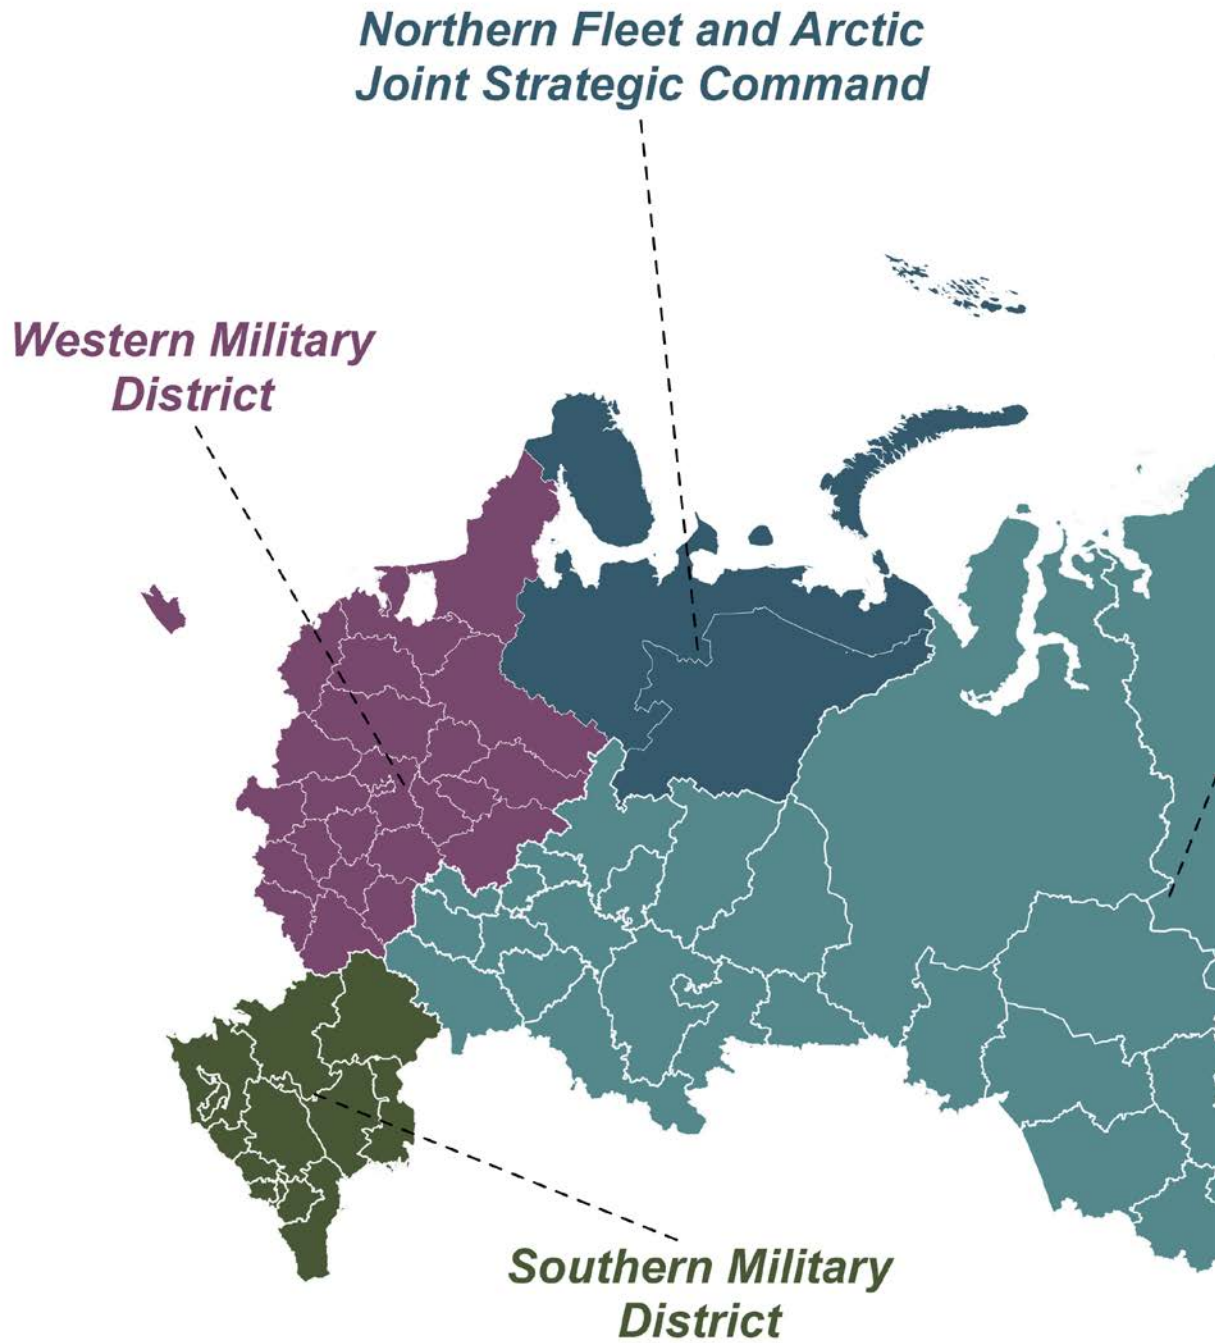 Northern Fleet and Arctic
Joint Strategic Command
Western Military
District
Southern Military
District